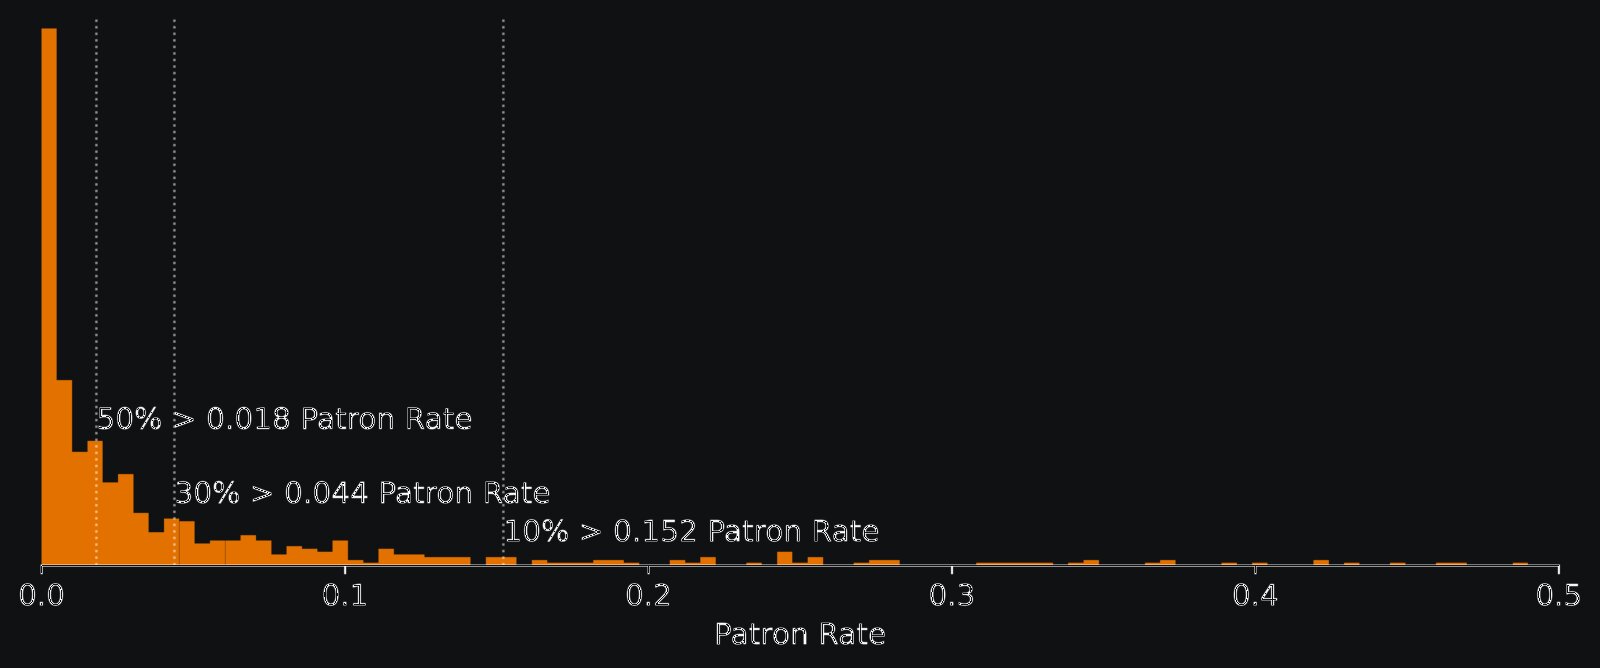 50% > 0.018 Patron Rate
30% > 0.044 Patron Rate
10% > 0.152 Patron Rate
0.0 0.1 0.2 0.3 0.4 0.5
Patron Rate